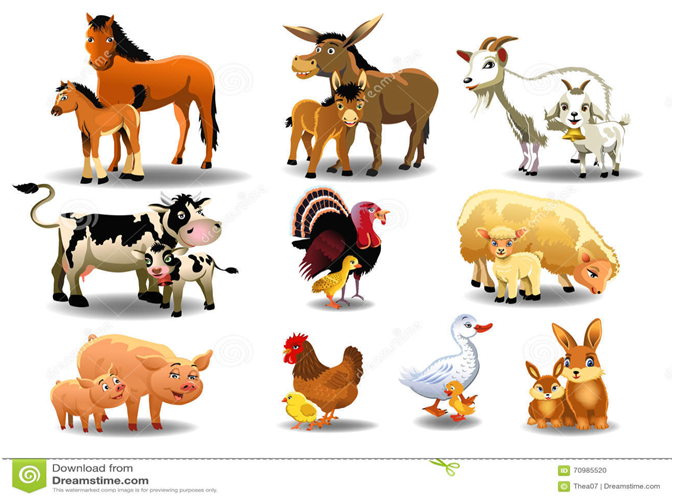 Download from
Dreamstime.com
This watermarked comp image is for previewing purposes only.
ID 70985520
© Thea07 | Dreamstime.com